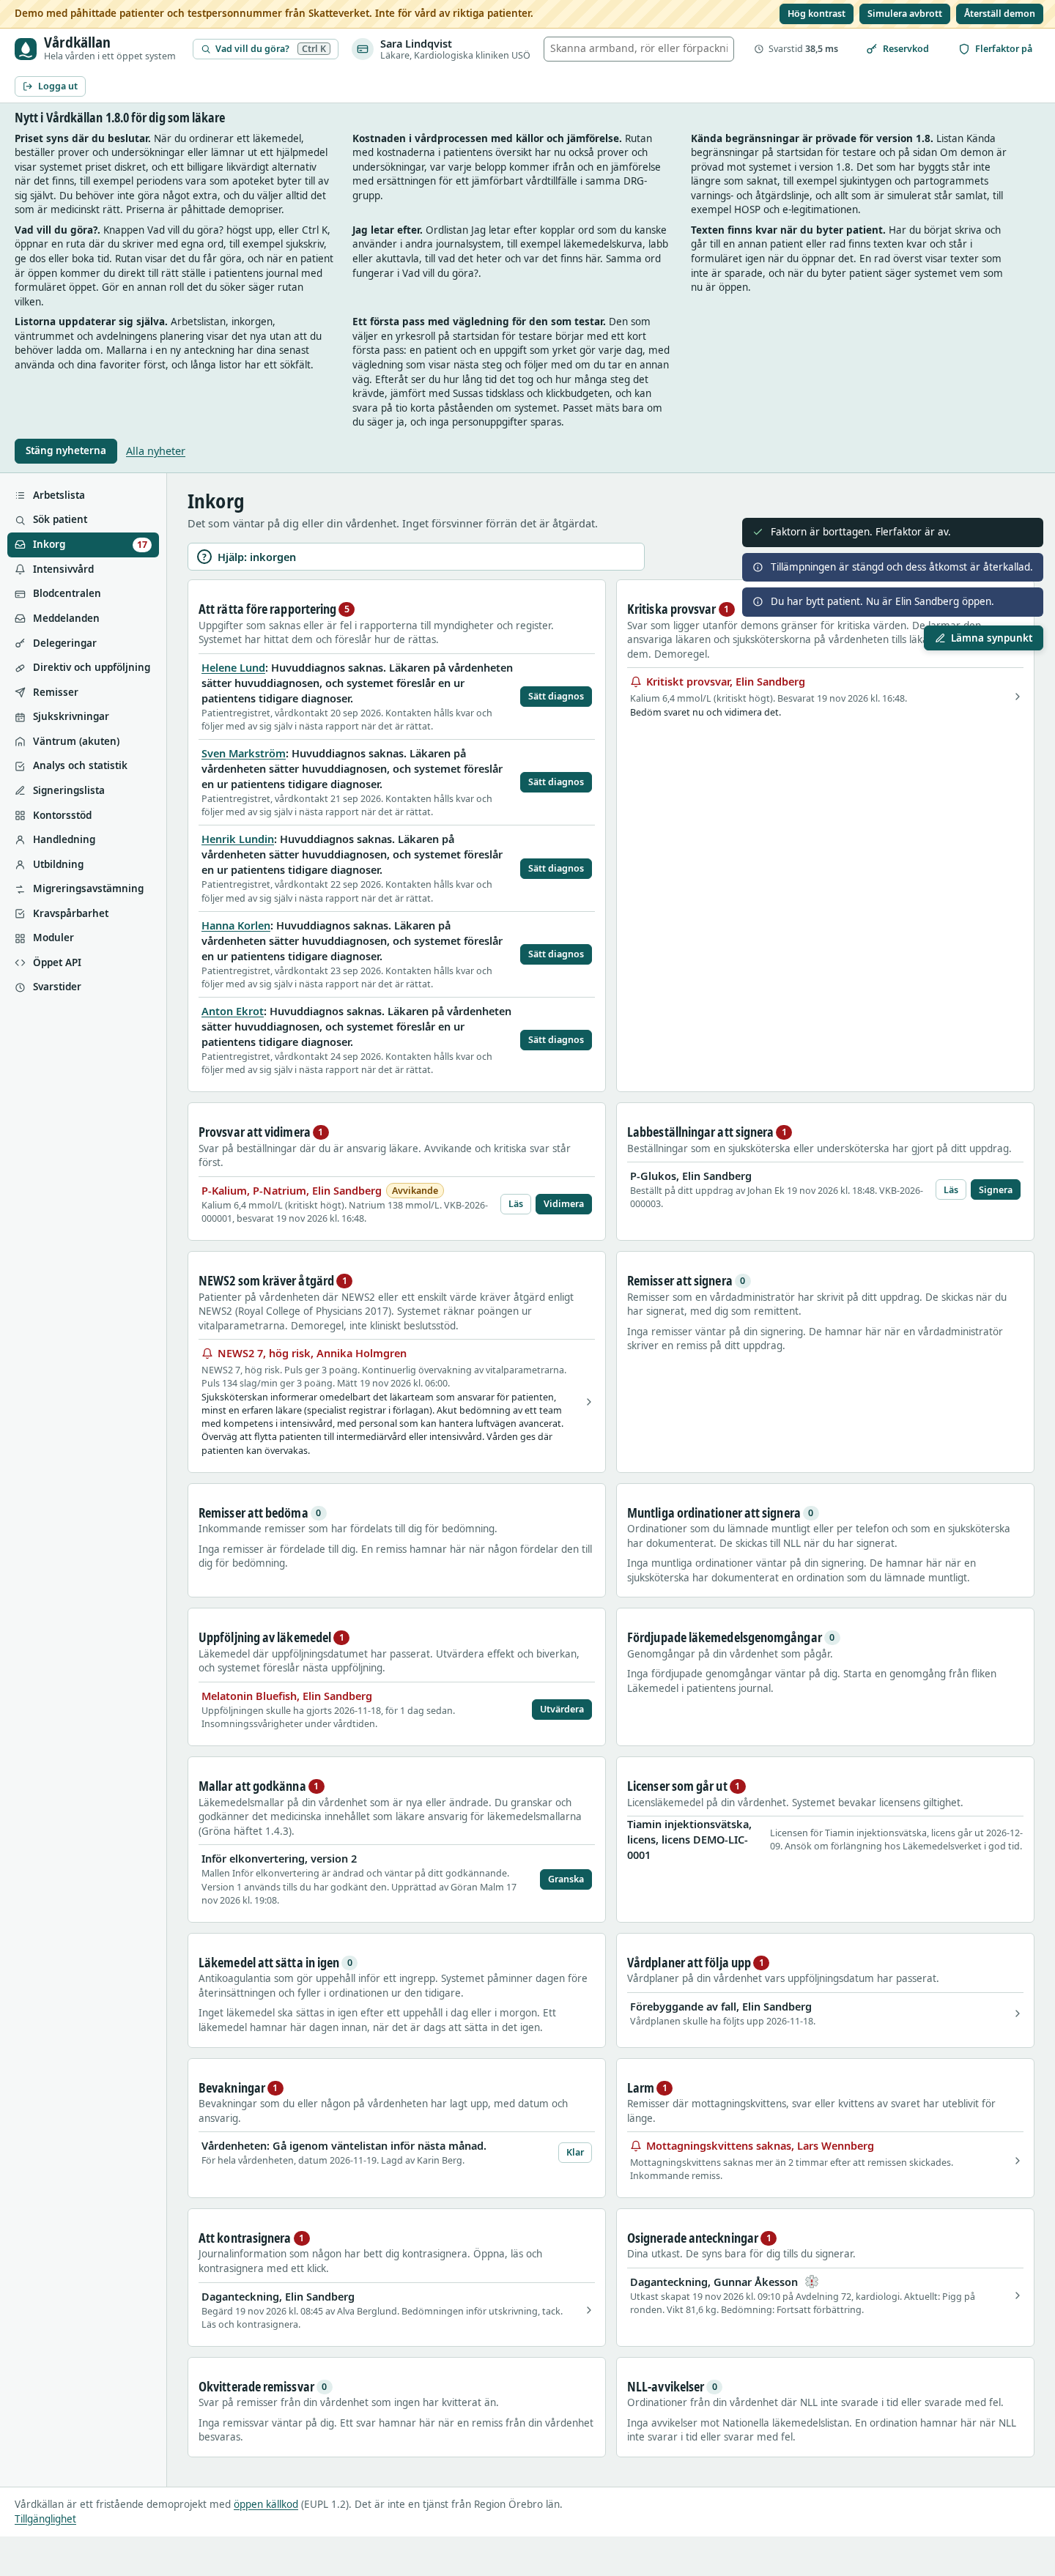 Demo med påhittade patienter och testpersonnummer från Skatteverket. Inte för vård av riktiga patienter.
Hög kontrast
Simulera avbrott
Återställ demon
Vårdkällan
Hela vården i ett öppet system
Vad vill du göra? Ctrl K
Sara Lindqvist
Läkare, Kardiologiska kliniken USÖ
Skanna armband, rör eller förpackni
Svarstid 38,5 ms
Reservkod
Flerfaktor på
Logga ut
Nytt i Vårdkällan 1.8.0 för dig som läkare
Priset syns där du beslutar. När du ordinerar ett läkemedel,
beställer prover och undersökningar eller lämnar ut ett hjälpmedel
visar systemet priset diskret, och ett billigare likvärdigt alternativ
när det finns, till exempel periodens vara som apoteket byter till av
sig självt. Du behöver inte göra något extra, och du väljer alltid det
som är medicinskt rätt. Priserna är påhittade demopriser.
Kostnaden i vårdprocessen med källor och jämförelse. Rutan
med kostnaderna i patientens översikt har nu också prover och
undersökningar, var varje belopp kommer ifrån och en jämförelse
med ersättningen för ett jämförbart vårdtillfälle i samma DRG-
grupp.
Kända begränsningar är prövade för version 1.8. Listan Kända
begränsningar på startsidan för testare och på sidan Om demon är
prövad mot systemet i version 1.8. Det som har byggts står inte
längre som saknat, till exempel sjukintygen och partogrammets
varnings- och åtgärdslinje, och allt som är simulerat står samlat, till
exempel HOSP och e-legitimationen.
Vad vill du göra?. Knappen Vad vill du göra? högst upp, eller Ctrl K,
öppnar en ruta där du skriver med egna ord, till exempel sjukskriv,
ge dos eller boka tid. Rutan visar det du får göra, och när en patient
är öppen kommer du direkt till rätt ställe i patientens journal med
formuläret öppet. Gör en annan roll det du söker säger rutan
vilken.
Jag letar efter. Ordlistan Jag letar efter kopplar ord som du kanske
använder i andra journalsystem, till exempel läkemedelskurva, labb
eller akuttavla, till vad det heter och var det finns här. Samma ord
fungerar i Vad vill du göra?.
Texten finns kvar när du byter patient. Har du börjat skriva och
går till en annan patient eller rad finns texten kvar och står i
formuläret igen när du öppnar det. En rad överst visar texter som
inte är sparade, och när du byter patient säger systemet vem som
nu är öppen.
Listorna uppdaterar sig själva. Arbetslistan, inkorgen,
väntrummet och avdelningens planering visar det nya utan att du
behöver ladda om. Mallarna i en ny anteckning har dina senast
använda och dina favoriter först, och långa listor har ett sökfält.
Ett första pass med vägledning för den som testar. Den som
väljer en yrkesroll på startsidan för testare börjar med ett kort
första pass: en patient och en uppgift som yrket gör varje dag, med
vägledning som visar nästa steg och följer med om du tar en annan
väg. Efteråt ser du hur lång tid det tog och hur många steg det
krävde, jämfört med Sussas tidsklass och klickbudgeten, och kan
svara på tio korta påståenden om systemet. Passet mäts bara om
du säger ja, och inga personuppgifter sparas.
Stäng nyheterna
Alla nyheter
Arbetslista
Sök patient
Inkorg 17
Intensivvård
Blodcentralen
Meddelanden
Delegeringar
Direktiv och uppföljning
Remisser
Sjukskrivningar
Väntrum (akuten)
Analys och statistik
Signeringslista
Kontorsstöd
Handledning
Utbildning
Migreringsavstämning
Kravspårbarhet
Moduler
Öppet API
Svarstider
Inkorg
Det som väntar på dig eller din vårdenhet. Inget försvinner förrän det är åtgärdat.
? Hjälp: inkorgen
Faktorn är borttagen. Flerfaktor är av.
Tillämpningen är stängd och dess åtkomst är återkallad.
Du har bytt patient. Nu är Elin Sandberg öppen.
Lämna synpunkt
Att rätta före rapportering 5
Uppgifter som saknas eller är fel i rapporterna till myndigheter och register.
Systemet har hittat dem och föreslår hur de rättas.
Helene Lund: Huvuddiagnos saknas. Läkaren på vårdenheten
sätter huvuddiagnosen, och systemet föreslår en ur
patientens tidigare diagnoser.
Patientregistret, vårdkontakt 20 sep 2026. Kontakten hålls kvar och
följer med av sig själv i nästa rapport när det är rättat.
Sätt diagnos
Sven Markström: Huvuddiagnos saknas. Läkaren på
vårdenheten sätter huvuddiagnosen, och systemet föreslår
en ur patientens tidigare diagnoser.
Patientregistret, vårdkontakt 21 sep 2026. Kontakten hålls kvar och
följer med av sig själv i nästa rapport när det är rättat.
Sätt diagnos
Henrik Lundin: Huvuddiagnos saknas. Läkaren på
vårdenheten sätter huvuddiagnosen, och systemet föreslår
en ur patientens tidigare diagnoser.
Patientregistret, vårdkontakt 22 sep 2026. Kontakten hålls kvar och
följer med av sig själv i nästa rapport när det är rättat.
Sätt diagnos
Hanna Korlen: Huvuddiagnos saknas. Läkaren på
vårdenheten sätter huvuddiagnosen, och systemet föreslår
en ur patientens tidigare diagnoser.
Patientregistret, vårdkontakt 23 sep 2026. Kontakten hålls kvar och
följer med av sig själv i nästa rapport när det är rättat.
Sätt diagnos
Anton Ekrot: Huvuddiagnos saknas. Läkaren på vårdenheten
sätter huvuddiagnosen, och systemet föreslår en ur
patientens tidigare diagnoser.
Patientregistret, vårdkontakt 24 sep 2026. Kontakten hålls kvar och
följer med av sig själv i nästa rapport när det är rättat.
Sätt diagnos
Kritiska provsvar 1
Svar som ligger utanför demons gränser för kritiska värden. De larmar den
ansvariga läkaren och sjuksköterskorna på vårdenheten tills
dem. Demoregel.
Kritiskt provsvar, Elin Sandberg
Kalium 6,4 mmol/L (kritiskt högt). Besvarat 19 nov 2026 kl. 16:48.
Bedöm svaret nu och vidimera det.
Provsvar att vidimera 1
Svar på beställningar där du är ansvarig läkare. Avvikande och kritiska svar står
först.
P-Kalium, P-Natrium, Elin Sandberg Avvikande
Kalium 6,4 mmol/L (kritiskt högt). Natrium 138 mmol/L. VKB-2026-
000001, besvarat 19 nov 2026 kl. 16:48.
Läs
Vidimera
Labbeställningar att signera 1
Beställningar som en sjuksköterska eller undersköterska har gjort på ditt uppdrag.
P-Glukos, Elin Sandberg
Beställt på ditt uppdrag av Johan Ek 19 nov 2026 kl. 18:48. VKB-2026-
000003.
Läs
Signera
NEWS2 som kräver åtgärd 1
Patienter på vårdenheten där NEWS2 eller ett enskilt värde kräver åtgärd enligt
NEWS2 (Royal College of Physicians 2017). Systemet räknar poängen ur
vitalparametrarna. Demoregel, inte kliniskt beslutsstöd.
NEWS2 7, hög risk, Annika Holmgren
NEWS2 7, hög risk. Puls ger 3 poäng. Kontinuerlig övervakning av vitalparametrarna.
Puls 134 slag/min ger 3 poäng. Mätt 19 nov 2026 kl. 06:00.
Sjuksköterskan informerar omedelbart det läkarteam som ansvarar för patienten,
minst en erfaren läkare (specialist registrar i förlagan). Akut bedömning av ett team
med kompetens i intensivvård, med personal som kan hantera luftvägen avancerat.
Överväg att flytta patienten till intermediärvård eller intensivvård. Vården ges där
patienten kan övervakas.
Remisser att signera 0
Remisser som en vårdadministratör har skrivit på ditt uppdrag. De skickas när du
har signerat, med dig som remittent.
Inga remisser väntar på din signering. De hamnar här när en vårdadministratör
skriver en remiss på ditt uppdrag.
Remisser att bedöma 0
Inkommande remisser som har fördelats till dig för bedömning.
Inga remisser är fördelade till dig. En remiss hamnar här när någon fördelar den till
dig för bedömning.
Muntliga ordinationer att signera 0
Ordinationer som du lämnade muntligt eller per telefon och som en sjuksköterska
har dokumenterat. De skickas till NLL när du har signerat.
Inga muntliga ordinationer väntar på din signering. De hamnar här när en
sjuksköterska har dokumenterat en ordination som du lämnade muntligt.
Uppföljning av läkemedel 1
Läkemedel där uppföljningsdatumet har passerat. Utvärdera effekt och biverkan,
och systemet föreslår nästa uppföljning.
Melatonin Bluefish, Elin Sandberg
Uppföljningen skulle ha gjorts 2026-11-18, för 1 dag sedan.
Insomningssvårigheter under vårdtiden.
Utvärdera
Fördjupade läkemedelsgenomgångar 0
Genomgångar på din vårdenhet som pågår.
Inga fördjupade genomgångar väntar på dig. Starta en genomgång från fliken
Läkemedel i patientens journal.
Mallar att godkänna 1
Läkemedelsmallar på din vårdenhet som är nya eller ändrade. Du granskar och
godkänner det medicinska innehållet som läkare ansvarig för läkemedelsmallarna
(Gröna häftet 1.4.3).
Inför elkonvertering, version 2
Mallen Inför elkonvertering är ändrad och väntar på ditt godkännande.
Version 1 används tills du har godkänt den. Upprättad av Göran Malm 17
nov 2026 kl. 19:08.
Granska
Licenser som går ut 1
Licensläkemedel på din vårdenhet. Systemet bevakar licensens giltighet.
Tiamin injektionsvätska,
licens, licens DEMO-LIC-
0001
Licensen för Tiamin injektionsvätska, licens går ut 2026-12-
09. Ansök om förlängning hos Läkemedelsverket i god tid.
Läkemedel att sätta in igen 0
Antikoagulantia som gör uppehåll inför ett ingrepp. Systemet påminner dagen före
återinsättningen och fyller i ordinationen ur den tidigare.
Inget läkemedel ska sättas in igen efter ett uppehåll i dag eller i morgon. Ett
läkemedel hamnar här dagen innan, när det är dags att sätta in det igen.
Vårdplaner att följa upp 1
Vårdplaner på din vårdenhet vars uppföljningsdatum har passerat.
Förebyggande av fall, Elin Sandberg
Vårdplanen skulle ha följts upp 2026-11-18.
Bevakningar 1
Bevakningar som du eller någon på vårdenheten har lagt upp, med datum och
ansvarig.
Vårdenheten: Gå igenom väntelistan inför nästa månad.
För hela vårdenheten, datum 2026-11-19. Lagd av Karin Berg.
Klar
Larm 1
Remisser där mottagningskvittens, svar eller kvittens av svaret har uteblivit för
länge.
Mottagningskvittens saknas, Lars Wennberg
Mottagningskvittens saknas mer än 2 timmar efter att remissen skickades.
Inkommande remiss.
Att kontrasignera 1
Journalinformation som någon har bett dig kontrasignera. Öppna, läs och
kontrasignera med ett klick.
Daganteckning, Elin Sandberg
Begärd 19 nov 2026 kl. 08:45 av Alva Berglund. Bedömningen inför utskrivning, tack.
Läs och kontrasignera.
Osignerade anteckningar 1
Dina utkast. De syns bara för dig tills du signerar.
Daganteckning, Gunnar Åkesson
Utkast skapat 19 nov 2026 kl. 09:10 på Avdelning 72, kardiologi. Aktuellt: Pigg på
ronden. Vikt 81,6 kg. Bedömning: Fortsatt förbättring.
Okvitterade remissvar 0
Svar på remisser från din vårdenhet som ingen har kvitterat än.
Inga remissvar väntar på dig. Ett svar hamnar här när en remiss från din vårdenhet
besvaras.
NLL-avvikelser 0
Ordinationer från din vårdenhet där NLL inte svarade i tid eller svarade med fel.
Inga avvikelser mot Nationella läkemedelslistan. En ordination hamnar här när NLL
inte svarar i tid eller svarar med fel.
Vårdkällan är ett fristående demoprojekt med öppen källkod (EUPL 1.2). Det är inte en tjänst från Region Örebro län.
Tillgänglighet